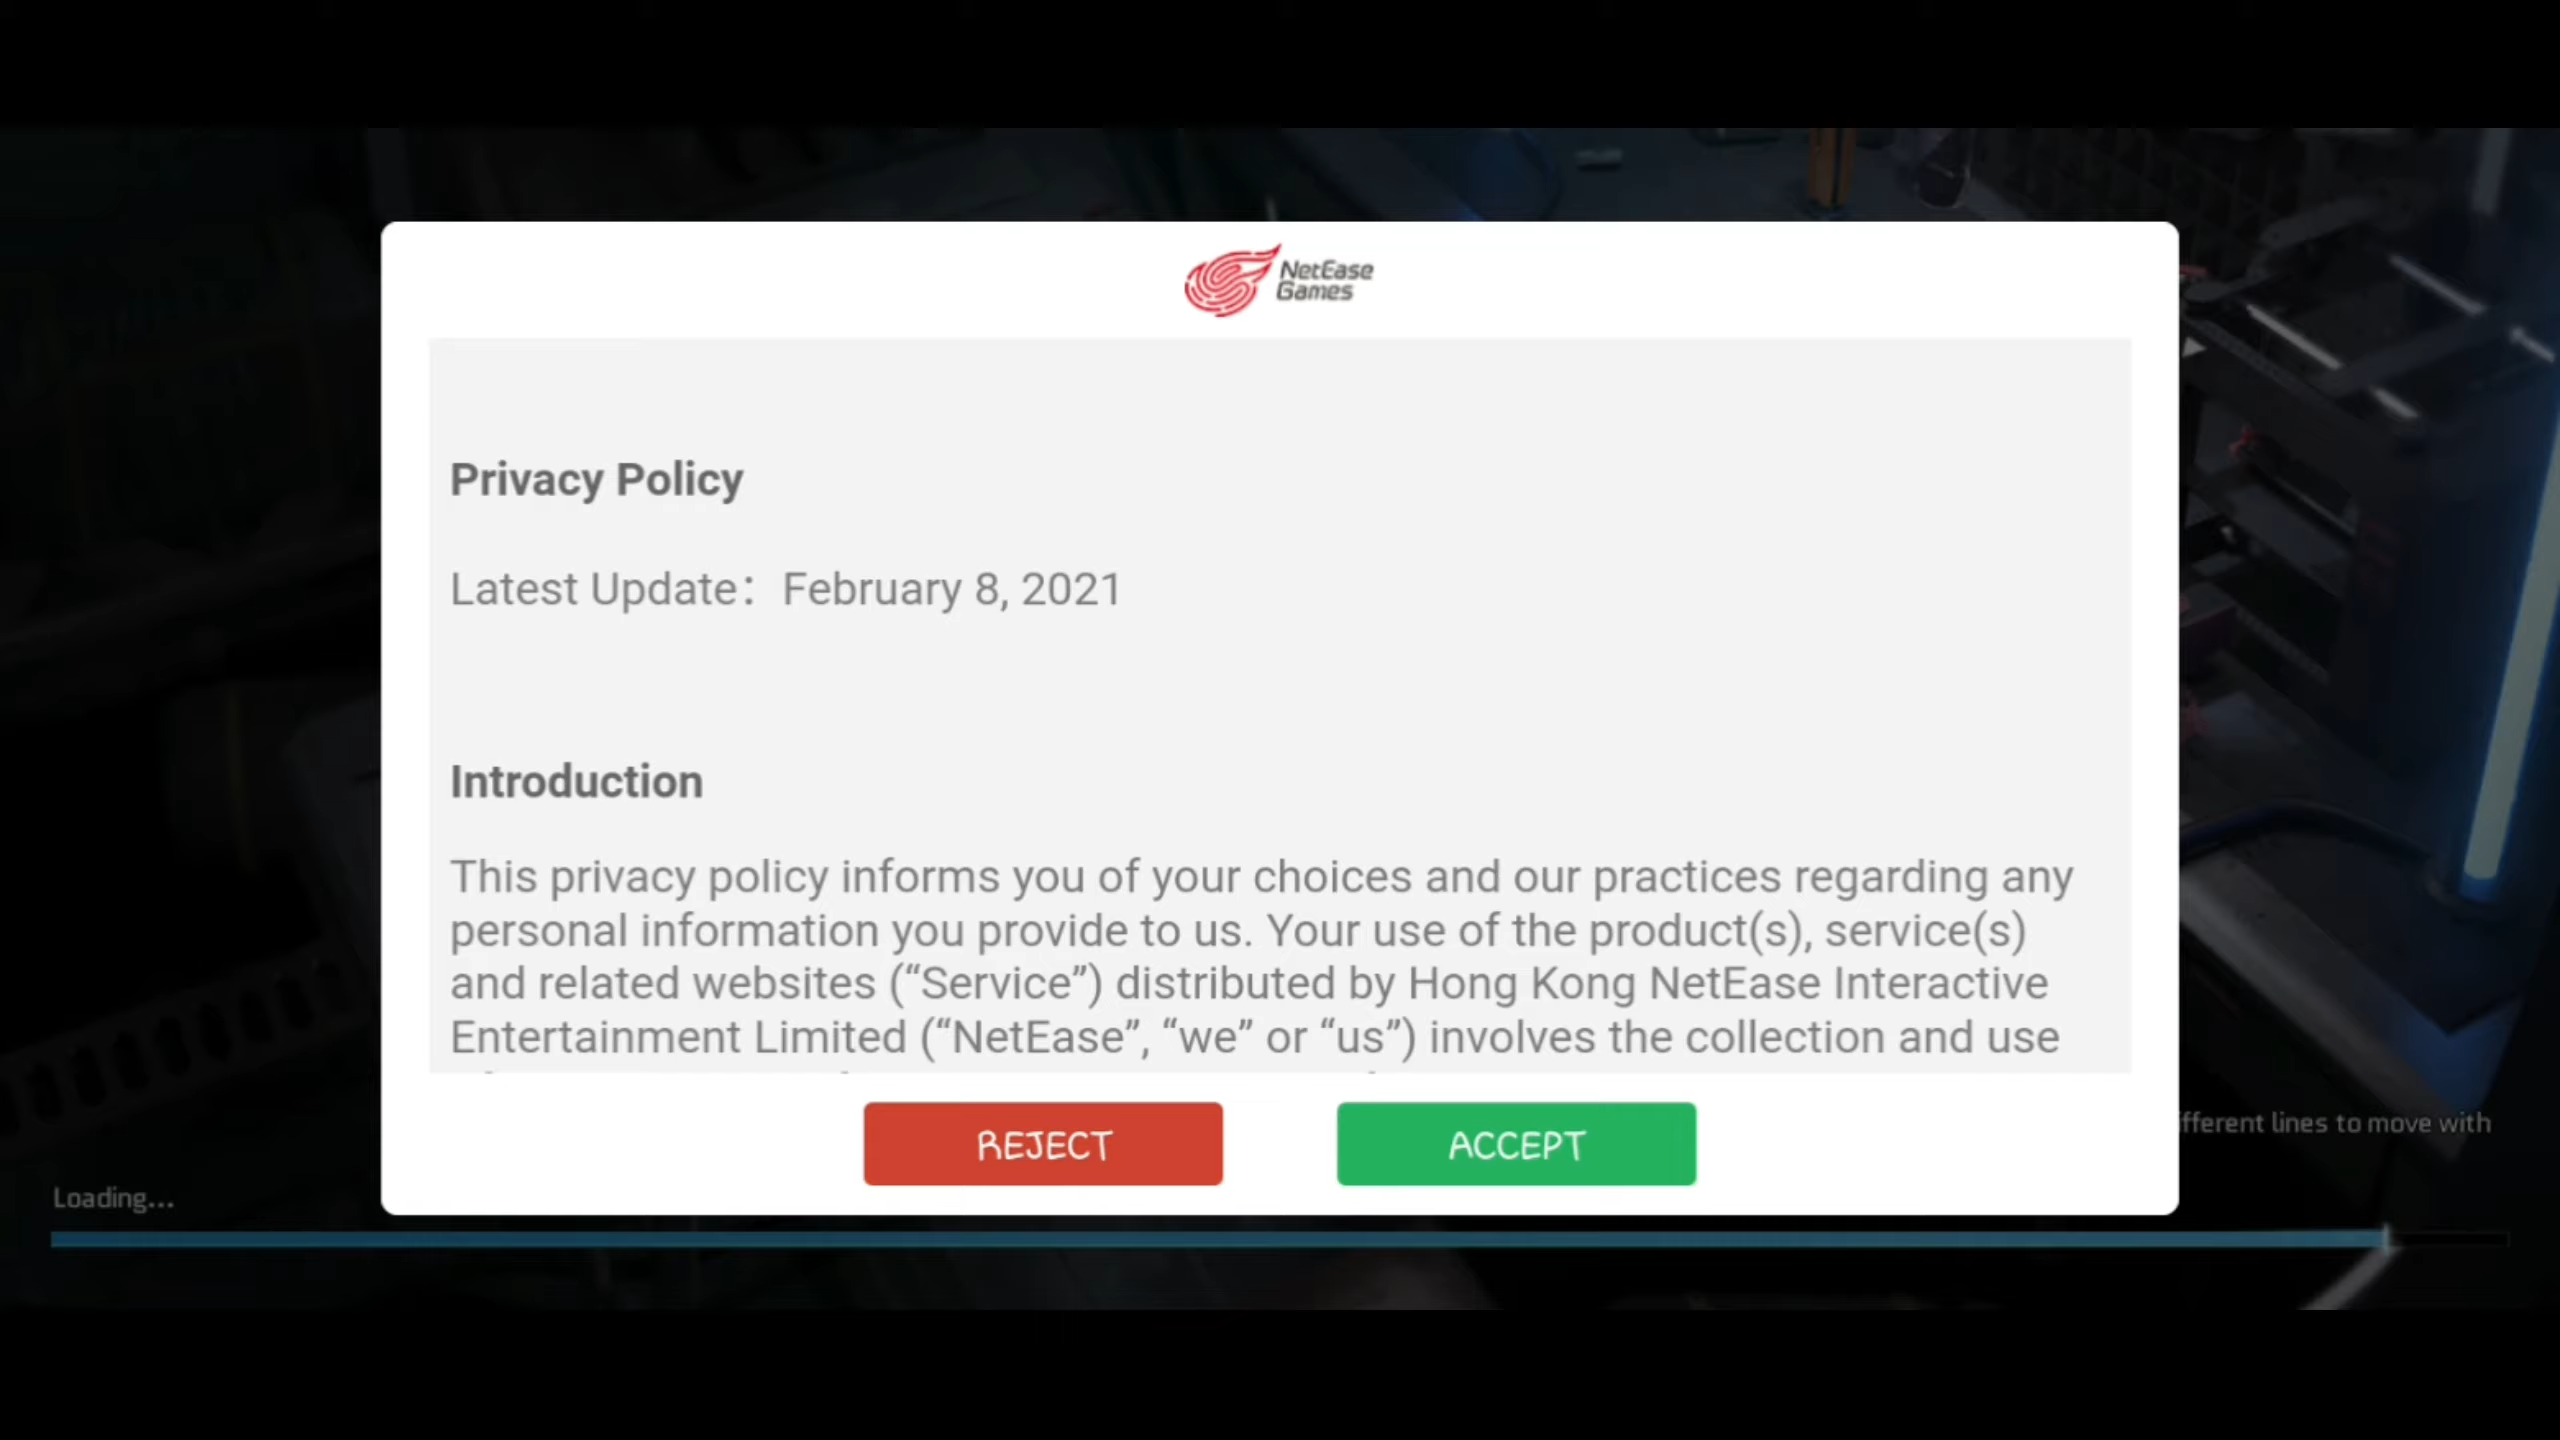 NetEase
Games
Privacy Policy
Latest Update： February 8, 2021
Introduction
This privacy policy informs you of your choices and our practices regarding any
personal information you provide to us. Your use of the product(s), service(s)
and related websites (“Service”) distributed by Hong Kong NetEase Interactive
Entertainment Limited (“NetEase”, “we” or “us”) involves the collection and use
REJECT
ACCEPT
lines to move with
Loading...